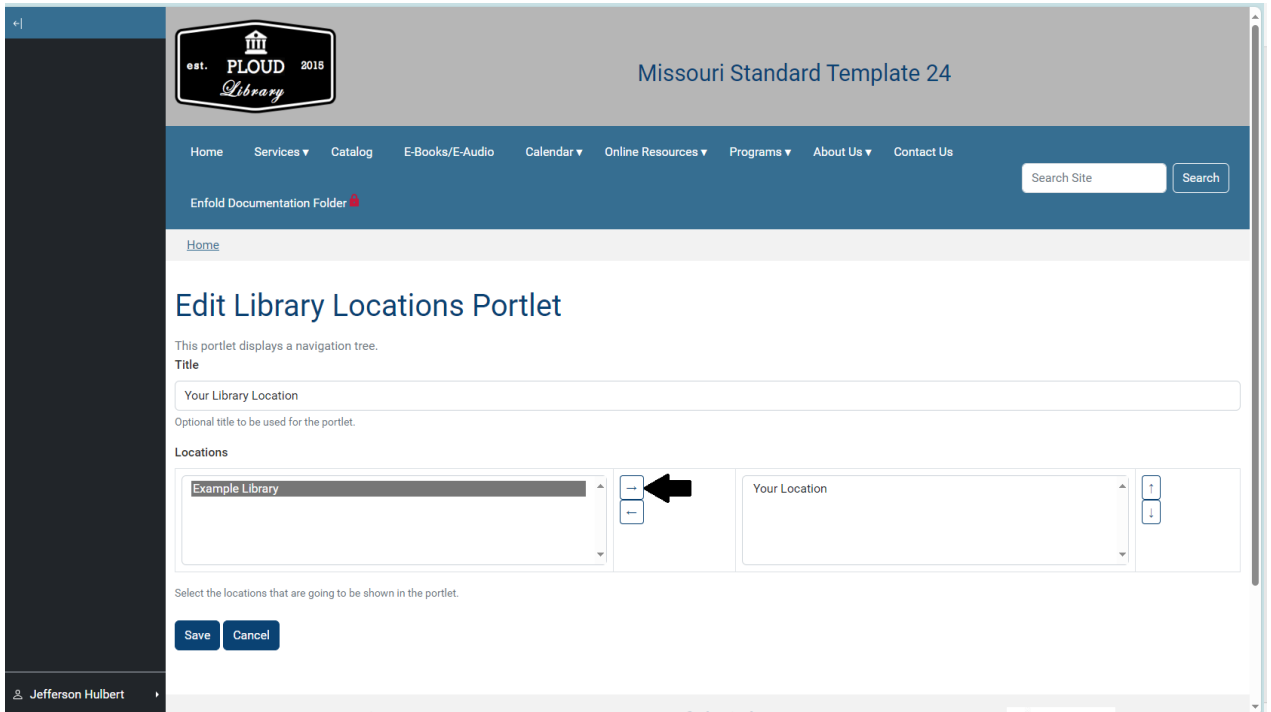 est. PLOUD 2015
Library
Missouri Standard Template 24
Home Services ▾ Catalog E-Books/E-Audio Calendar ▾ Online Resources ▾ Programs ▾ About Us ▾ Contact Us
Search Site Search
Enfold Documentation Folder
Home
Edit Library Locations Portlet
This portlet displays a navigation tree.
Title
Your Library Location
Optional title to be used for the portlet.
Locations
Example Library → Your Location ↑
← ↓
Select the locations that are going to be shown in the portlet.
Save Cancel
Jefferson Hulbert